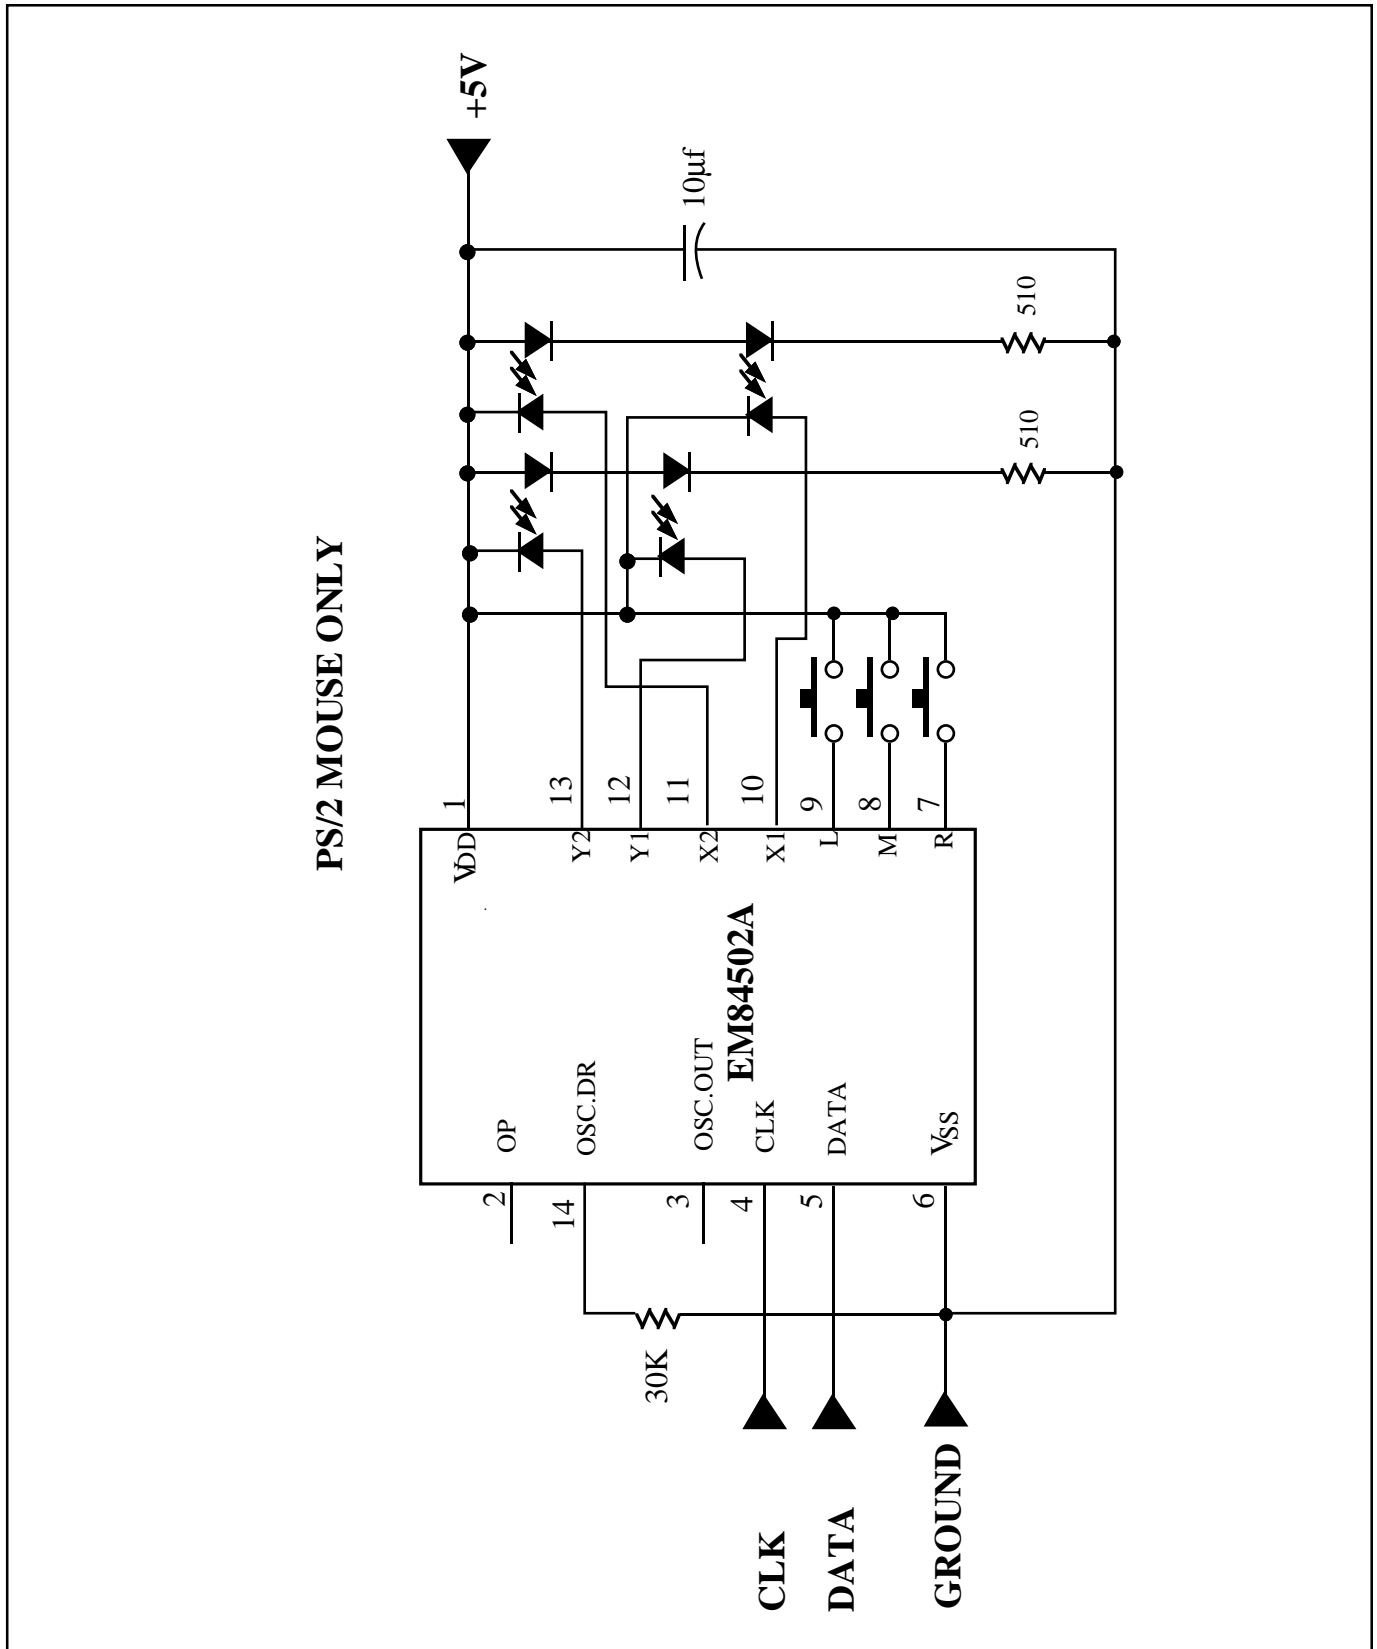 PS/2 MOUSE ONLY
+5V
10µf
510
510
1
13
12
11
10
9
8
7
VDD
Y2
Y1
X2
X1
L
M
R
EM84502A
OP
OSC.DR
OSC.OUT
CLK
DATA
VSS
2
14
3
4
5
6
30K
CLK
DATA
GROUND